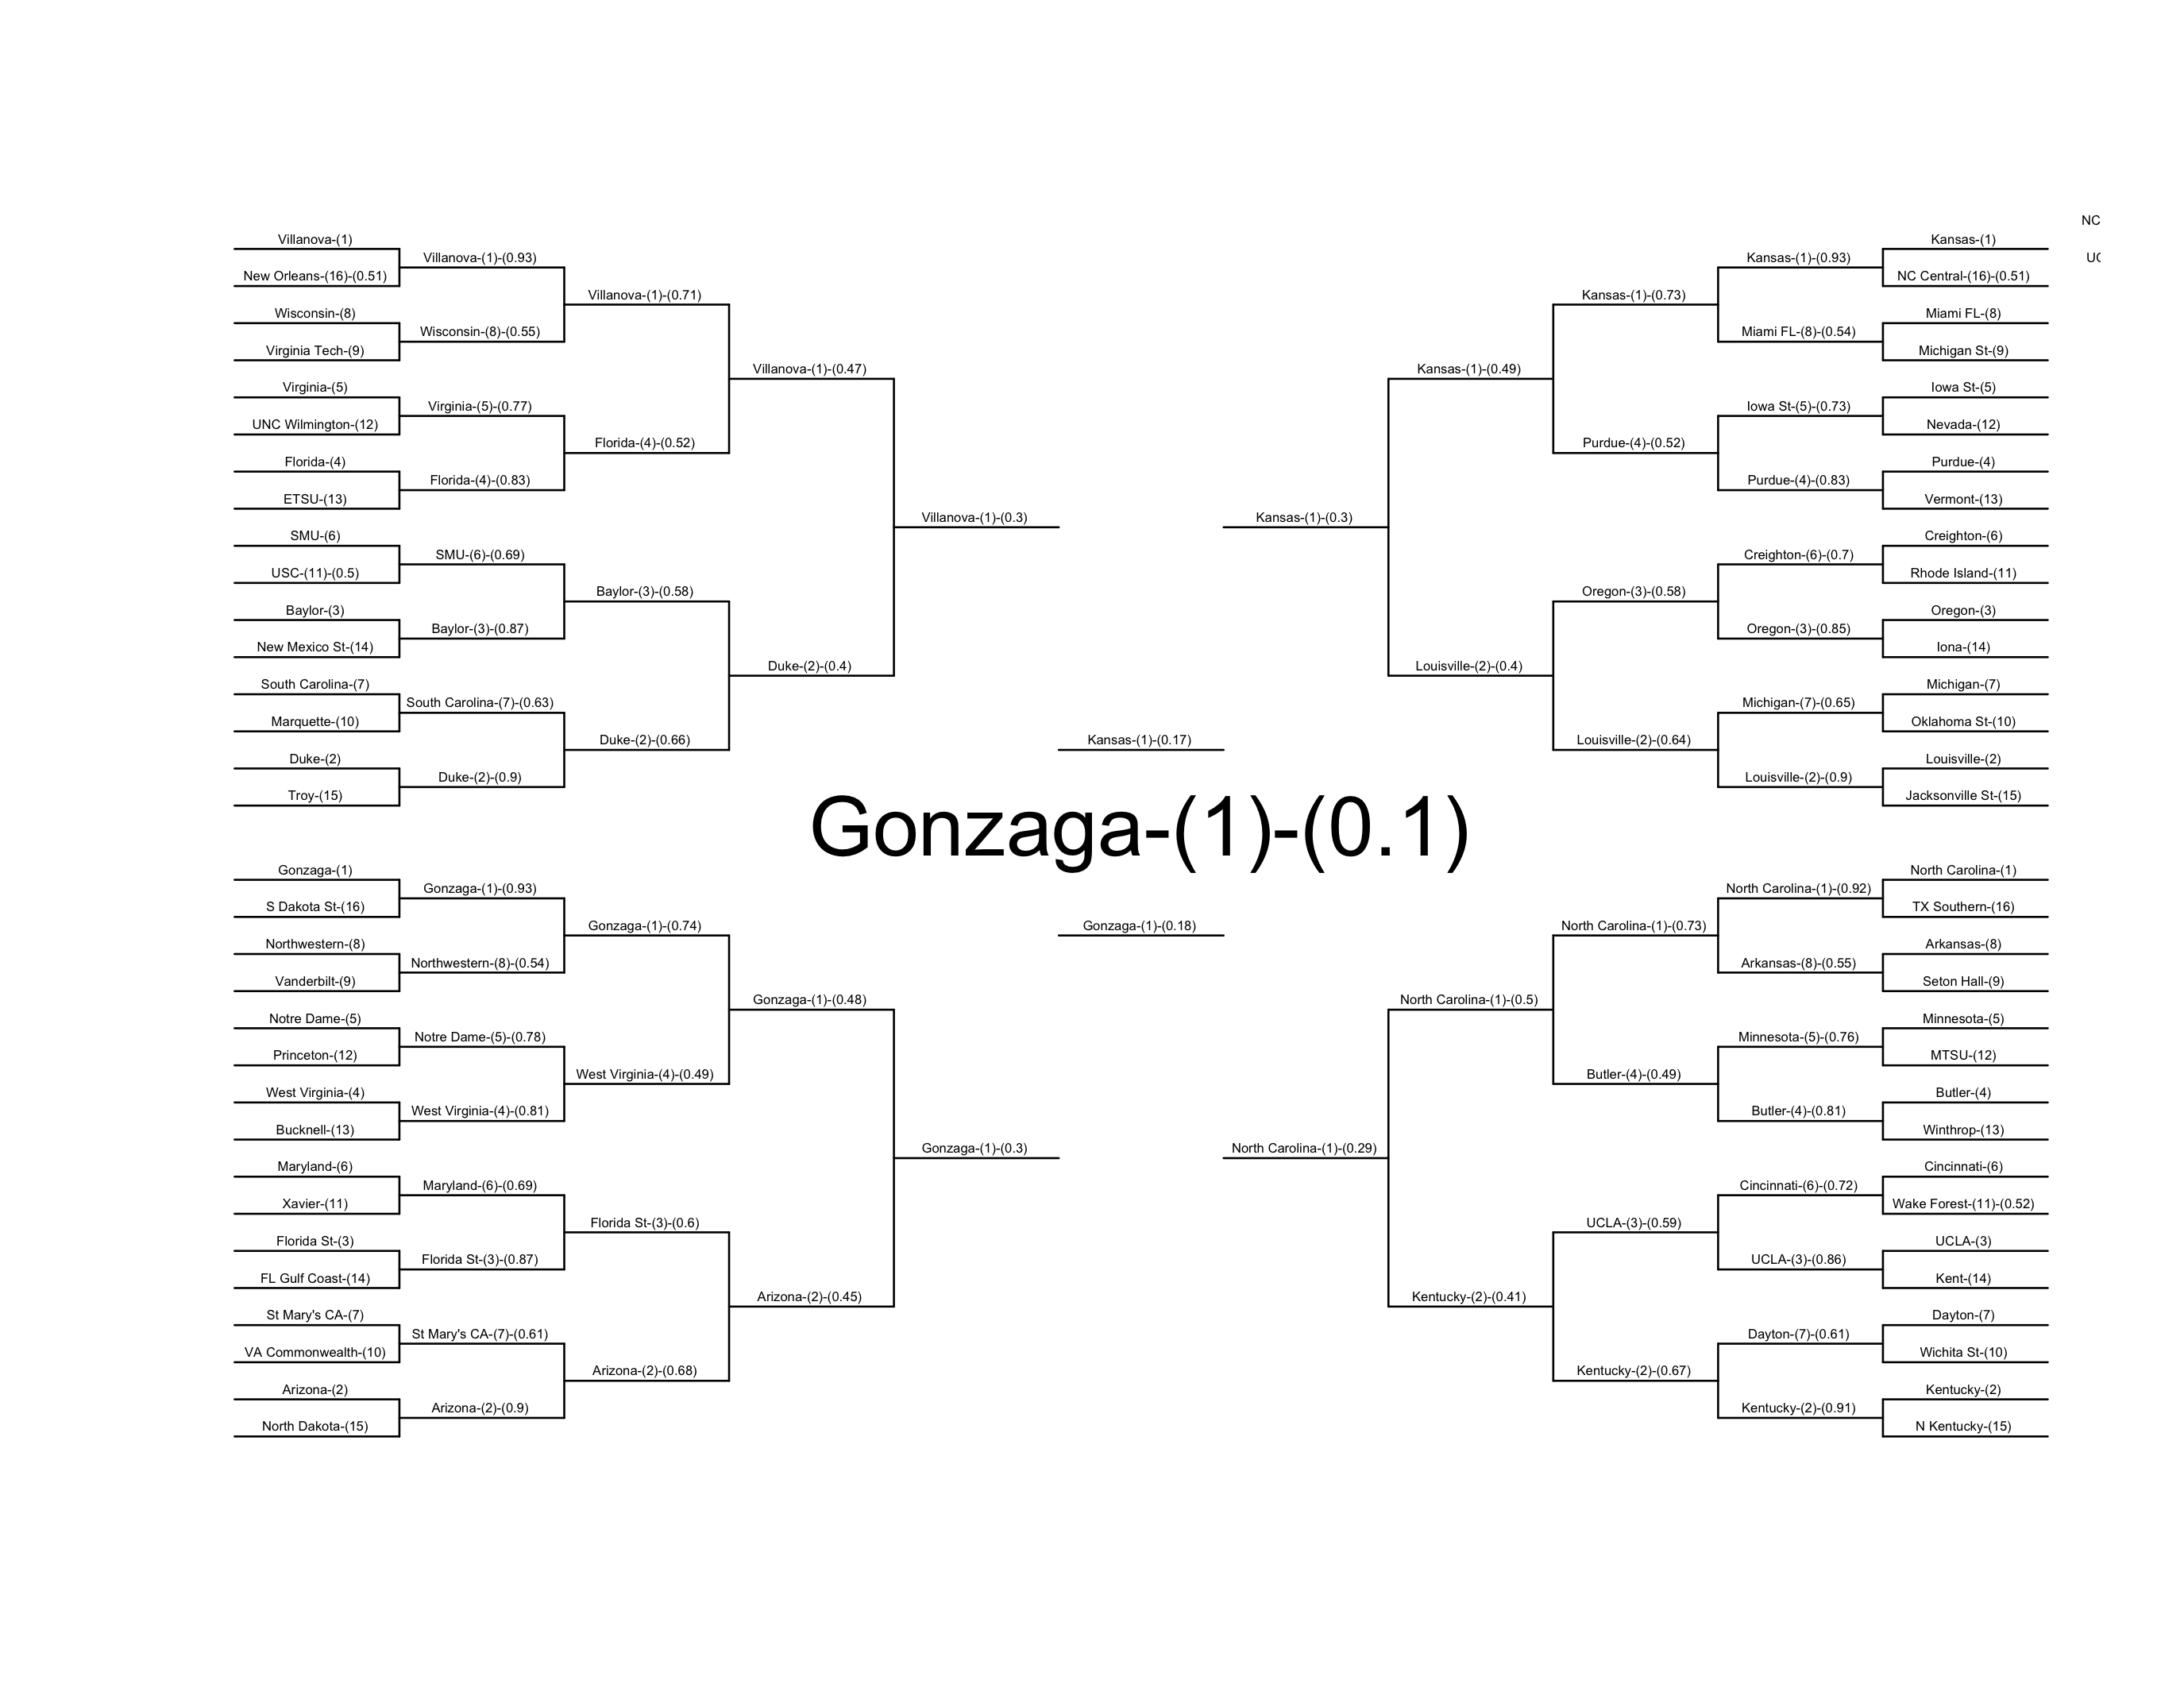 NC
UC
Villanova-(1)
New Orleans-(16)-(0.51)
Wisconsin-(8)
Virginia Tech-(9)
Virginia-(5)
UNC Wilmington-(12)
Florida-(4)
ETSU-(13)
SMU-(6)
USC-(11)-(0.5)
Baylor-(3)
New Mexico St-(14)
South Carolina-(7)
Marquette-(10)
Duke-(2)
Troy-(15)
Villanova-(1)-(0.93)
Wisconsin-(8)-(0.55)
Virginia-(5)-(0.77)
Florida-(4)-(0.83)
SMU-(6)-(0.69)
Baylor-(3)-(0.87)
South Carolina-(7)-(0.63)
Duke-(2)-(0.9)
Villanova-(1)-(0.71)
Florida-(4)-(0.52)
Baylor-(3)-(0.58)
Duke-(2)-(0.66)
Villanova-(1)-(0.47)
Duke-(2)-(0.4)
Villanova-(1)-(0.3)
Kansas-(1)-(0.17)
Kansas-(1)-(0.3)
Kansas-(1)-(0.49)
Louisville-(2)-(0.4)
Kansas-(1)-(0.73)
Purdue-(4)-(0.52)
Oregon-(3)-(0.58)
Louisville-(2)-(0.64)
Kansas-(1)-(0.93)
Miami FL-(8)-(0.54)
Iowa St-(5)-(0.73)
Purdue-(4)-(0.83)
Creighton-(6)-(0.7)
Oregon-(3)-(0.85)
Michigan-(7)-(0.65)
Louisville-(2)-(0.9)
Kansas-(1)
NC Central-(16)-(0.51)
Miami FL-(8)
Michigan St-(9)
Iowa St-(5)
Nevada-(12)
Purdue-(4)
Vermont-(13)
Creighton-(6)
Rhode Island-(11)
Oregon-(3)
Iona-(14)
Michigan-(7)
Oklahoma St-(10)
Louisville-(2)
Jacksonville St-(15)
Gonzaga-(1)-(0.1)
Gonzaga-(1)
S Dakota St-(16)
Northwestern-(8)
Vanderbilt-(9)
Notre Dame-(5)
Princeton-(12)
West Virginia-(4)
Bucknell-(13)
Maryland-(6)
Xavier-(11)
Florida St-(3)
FL Gulf Coast-(14)
St Mary's CA-(7)
VA Commonwealth-(10)
Arizona-(2)
North Dakota-(15)
Gonzaga-(1)-(0.93)
Northwestern-(8)-(0.54)
Notre Dame-(5)-(0.78)
West Virginia-(4)-(0.81)
Maryland-(6)-(0.69)
Florida St-(3)-(0.87)
St Mary's CA-(7)-(0.61)
Arizona-(2)-(0.9)
Gonzaga-(1)-(0.74)
West Virginia-(4)-(0.49)
Florida St-(3)-(0.6)
Arizona-(2)-(0.68)
Gonzaga-(1)-(0.48)
Arizona-(2)-(0.45)
Gonzaga-(1)-(0.3)
Gonzaga-(1)-(0.18)
North Carolina-(1)-(0.29)
North Carolina-(1)-(0.5)
Kentucky-(2)-(0.41)
North Carolina-(1)-(0.73)
Butler-(4)-(0.49)
UCLA-(3)-(0.59)
Kentucky-(2)-(0.67)
North Carolina-(1)-(0.92)
Arkansas-(8)-(0.55)
Minnesota-(5)-(0.76)
Butler-(4)-(0.81)
Cincinnati-(6)-(0.72)
UCLA-(3)-(0.86)
Dayton-(7)-(0.61)
Kentucky-(2)-(0.91)
North Carolina-(1)
TX Southern-(16)
Arkansas-(8)
Seton Hall-(9)
Minnesota-(5)
MTSU-(12)
Butler-(4)
Winthrop-(13)
Cincinnati-(6)
Wake Forest-(11)-(0.52)
UCLA-(3)
Kent-(14)
Dayton-(7)
Wichita St-(10)
Kentucky-(2)
N Kentucky-(15)